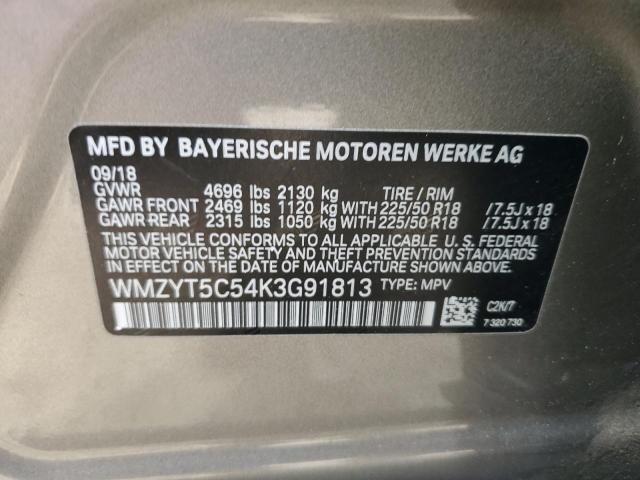 MFD BY BAYERISCHE MOTOREN WERKE AG
09/18
GVWR 4696 lbs 2130 kg TIRE / RIM
GAWR FRONT 2469 lbs 1120 kg WITH 225/50 R18 /7.5J x 18
GAWR REAR 2315 lbs 1050 kg WITH 225/50 R18 /7.5J x 18
THIS VEHICLE CONFORMS TO ALL APPLICABLE U. S. FEDERAL
MOTOR VEHICLE SAFETY, BUMPER, AND THEFT PREVENTION
STANDARDS IN EFFECT ON THE DATE OF MANUFACTURE SHOWN ABOVE.
WMZYT5C54K3G91813 TYPE: MPV
C2K/7
7 320 730